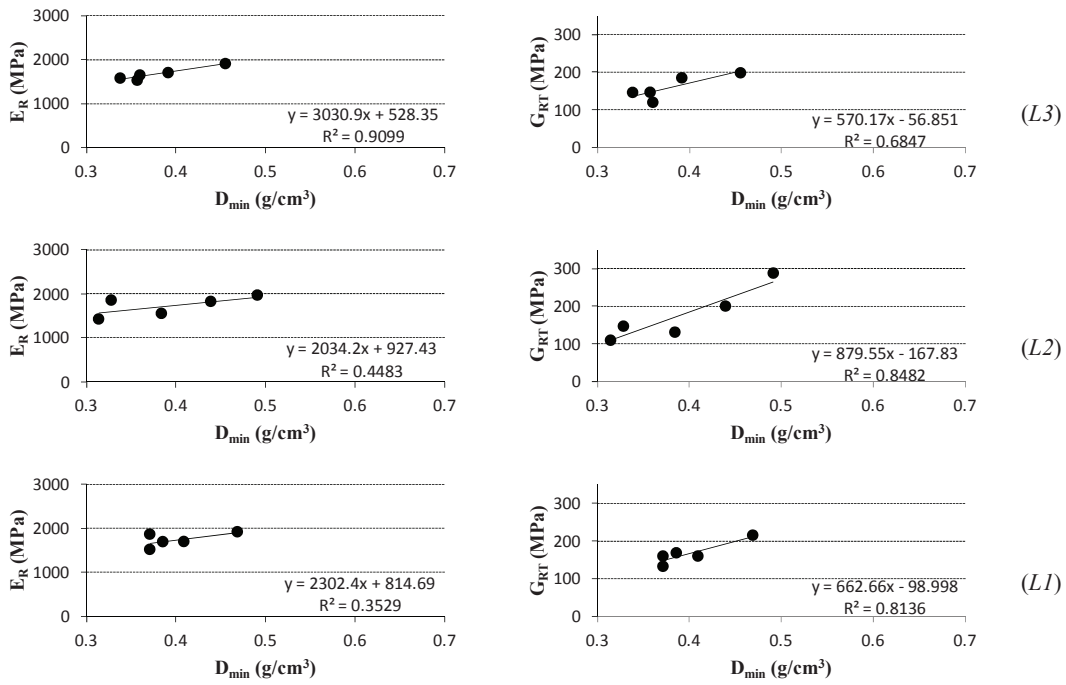 3000
2000
1000
0
E_R (MPa)
y = 3030.9x + 528.35
R² = 0.9099
0.3 0.4 0.5 0.6 0.7
D_min (g/cm³)
300
200
100
0
G_RT (MPa)
y = 570.17x - 56.851
R² = 0.6847
0.3 0.4 0.5 0.6 0.7
D_min (g/cm³)
(L3)
3000
2000
1000
0
E_R (MPa)
y = 2034.2x + 927.43
R² = 0.4483
0.3 0.4 0.5 0.6 0.7
D_min (g/cm³)
300
200
100
0
G_RT (MPa)
y = 879.55x - 167.83
R² = 0.8482
0.3 0.4 0.5 0.6 0.7
D_min (g/cm³)
(L2)
3000
2000
1000
0
E_R (MPa)
y = 2302.4x + 814.69
R² = 0.3529
0.3 0.4 0.5 0.6 0.7
D_min (g/cm³)
300
200
100
0
G_RT (MPa)
y = 662.66x - 98.998
R² = 0.8136
0.3 0.4 0.5 0.6 0.7
D_min (g/cm³)
(L1)